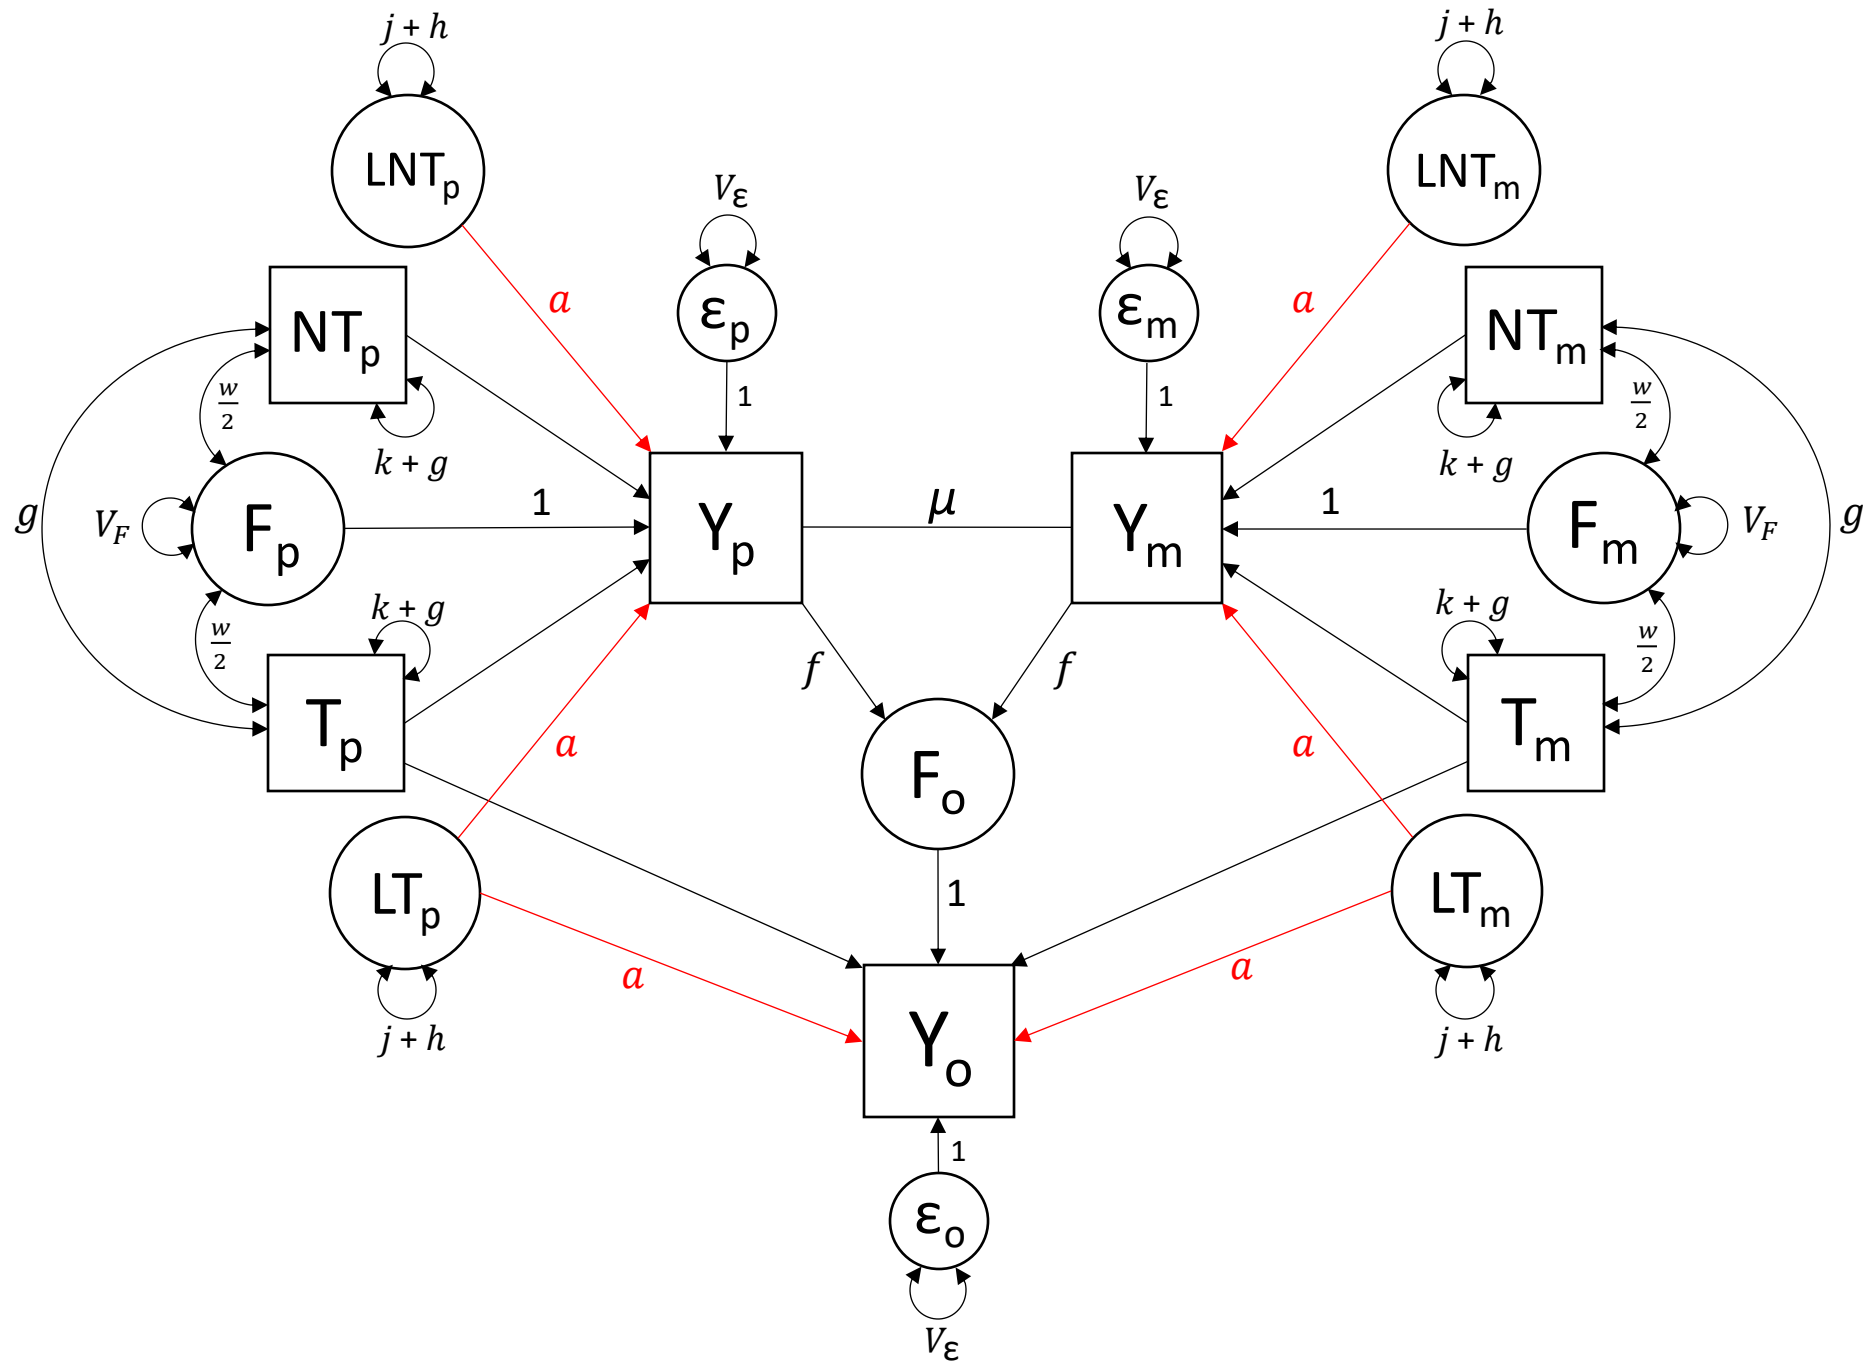 j + h
j + h
LNTp
LNTm
Vε
Vε
a
a
εp
εm
NTp
NTm
1
1
w/2
w/2
k + g
k + g
g
VF
Fp
1
Yp
μ
Ym
1
Fm
VF
g
w/2
k + g
k + g
w/2
f
f
Tp
a
Fo
a
Tm
LTp
1
LTm
a
a
Yo
j + h
j + h
1
εo
Vε